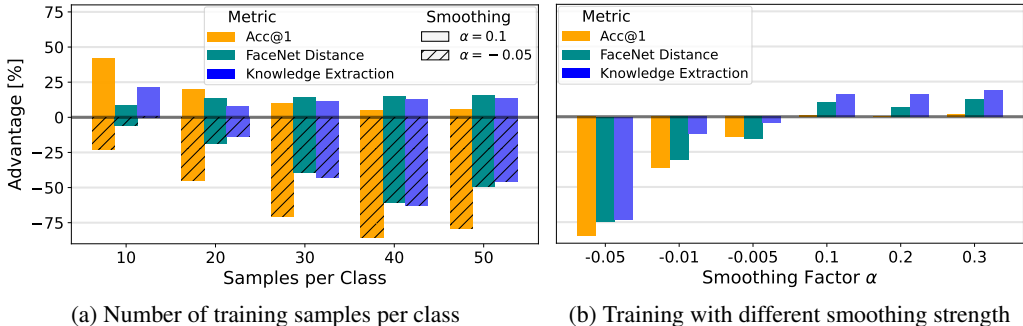 Advantage [%]
75
50
25
0
−25
−50
−75
Metric
Acc@1
FaceNet Distance
Knowledge Extraction
Smoothing
α = 0.1
α = −0.05
10 20 30 40 50
Samples per Class
(a) Number of training samples per class
Metric
Acc@1
FaceNet Distance
Knowledge Extraction
-0.05 -0.01 -0.005 0.1 0.2 0.3
Smoothing Factor α
(b) Training with different smoothing strength